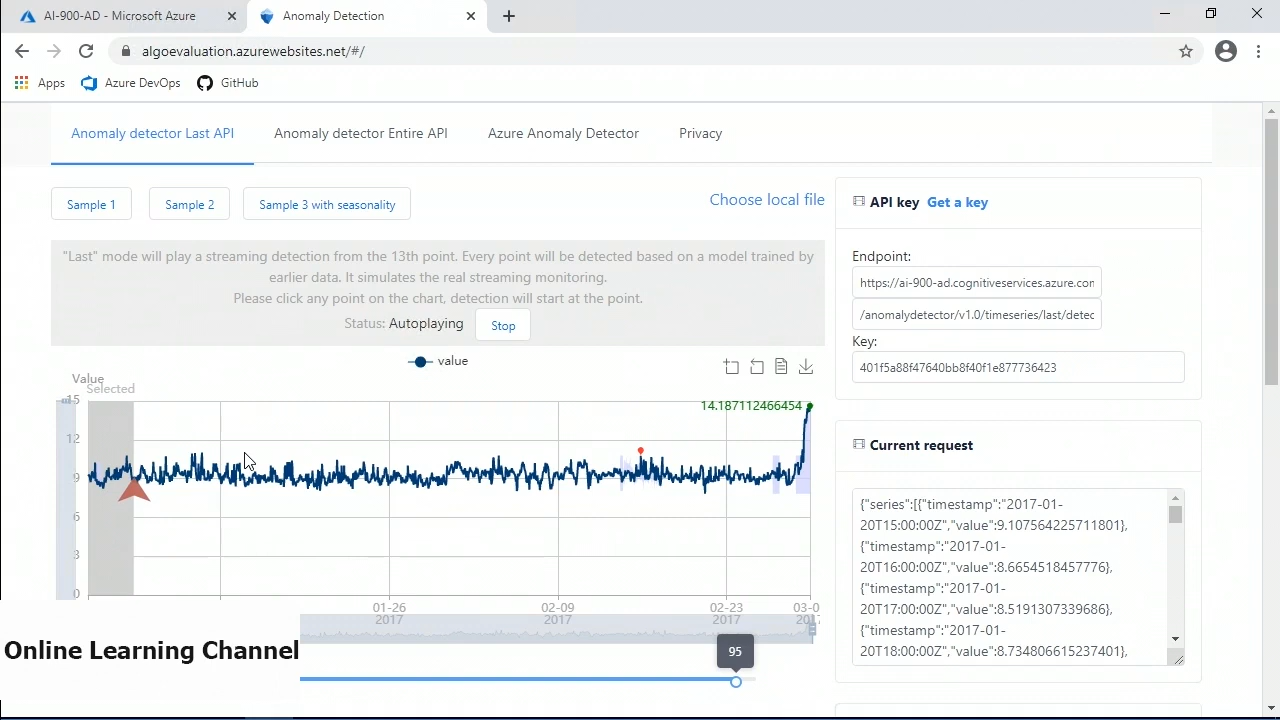 AI-900-AD - Microsoft Azure
Anomaly Detection
algoevaluation.azurewebsites.net/#/
Apps
Azure DevOps
GitHub
Anomaly detector Last API
Anomaly detector Entire API
Azure Anomaly Detector
Privacy
Sample 1
Sample 2
Sample 3 with seasonality
Choose local file
"Last" mode will play a streaming detection from the 13th point. Every point will be detected based on a model trained by
earlier data. It simulates the real streaming monitoring.
Please click any point on the chart, detection will start at the point.
Status: Autoplaying
Stop
value
Value
Selected
14.187112466454
15
12
9
6
3
0
01-26
2017
02-09
2017
02-23
2017
03-0
201
95
Online Learning Channel
API key Get a key
Endpoint:
https://ai-900-ad.cognitiveservices.azure.con
/anomalydetector/v1.0/timeseries/last/detec
Key:
401f5a88f47640bb8f40f1e877736423
Current request
{"series":[{"timestamp":"2017-01-
20T15:00:00Z","value":9.107564225711801},
{"timestamp":"2017-01-
20T16:00:00Z","value":8.6654518457776},
{"timestamp":"2017-01-
20T17:00:00Z","value":8.5191307339686},
{"timestamp":"2017-01-
20T18:00:00Z","value":8.734806615237401},